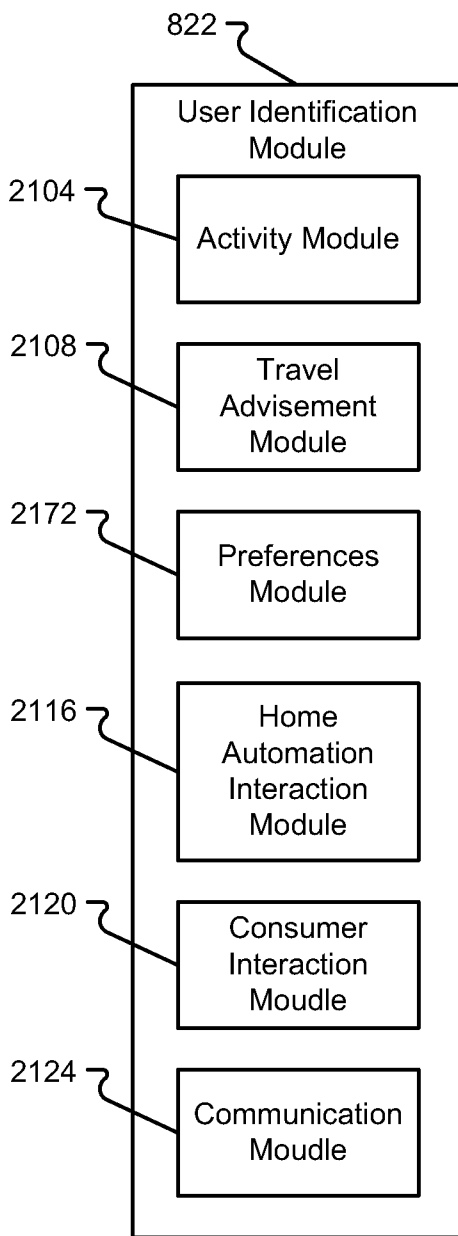 822
User Identification
Module
2104
Activity Module
2108
Travel
Advisement
Module
2172
Preferences
Module
2116
Home
Automation
Interaction
Module
2120
Consumer
Interaction
Moudle
2124
Communication
Moudle